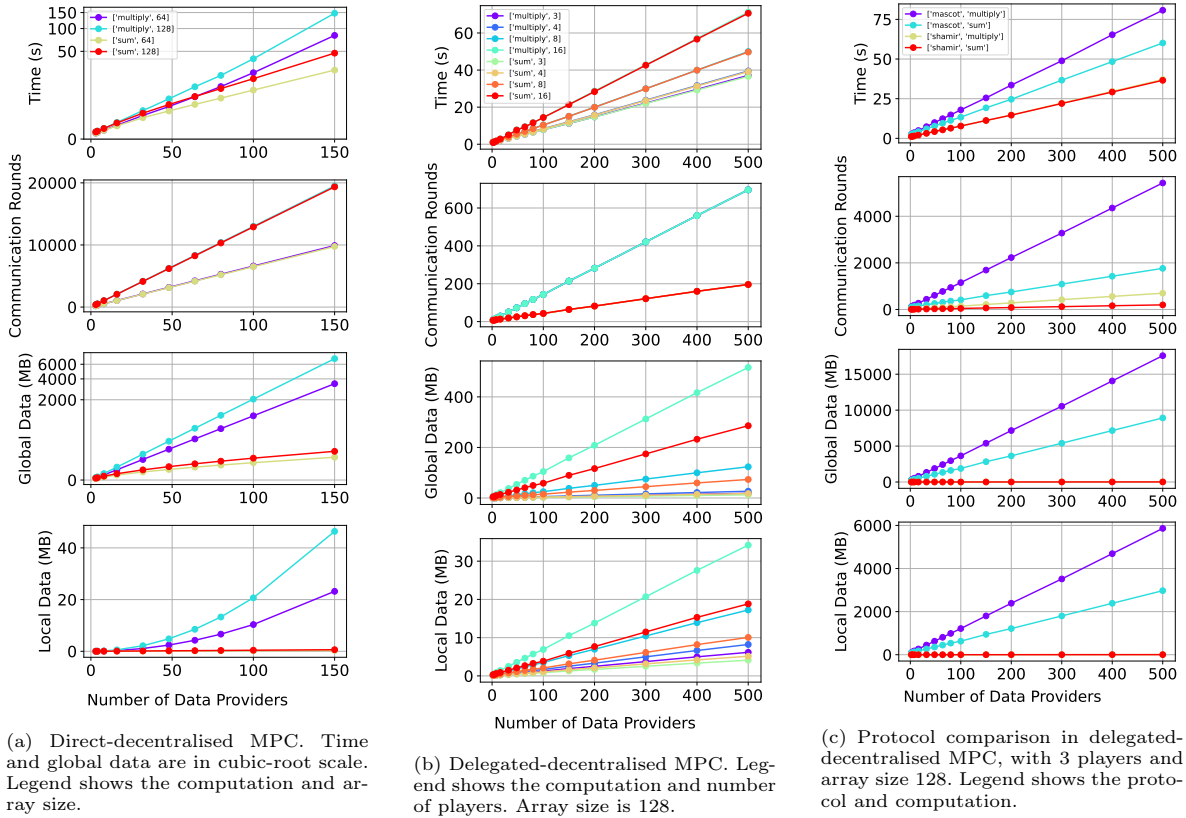 150
100
50
0
Time (s)
['multiply', 64]
['multiply', 128]
['sum', 64]
['sum', 128]
0
50
100
150
20000
10000
0
Communication Rounds
0
50
100
150
6000
4000
2000
0
Global Data (MB)
0
50
100
150
40
20
0
Local Data (MB)
0
50
100
150
Number of Data Providers
(a) Direct-decentralised MPC. Time
and global data are in cubic-root scale.
Legend shows the computation and ar-
ray size.
60
40
20
0
Time (s)
['multiply', 3]
['multiply', 4]
['multiply', 8]
['multiply', 16]
['sum', 3]
['sum', 4]
['sum', 8]
['sum', 16]
0
100
200
300
400
500
600
400
200
0
Communication Rounds
0
100
200
300
400
500
400
200
0
Global Data (MB)
0
100
200
300
400
500
30
20
10
0
Local Data (MB)
0
100
200
300
400
500
Number of Data Providers
(b) Delegated-decentralised MPC. Leg-
end shows the computation and number
of players. Array size is 128.
75
50
25
0
Time (s)
['mascot', 'multiply']
['mascot', 'sum']
['shamir', 'multiply']
['shamir', 'sum']
0
100
200
300
400
500
4000
2000
0
Communication Rounds
0
100
200
300
400
500
15000
10000
5000
0
Global Data (MB)
0
100
200
300
400
500
6000
4000
2000
0
Local Data (MB)
0
100
200
300
400
500
Number of Data Providers
(c) Protocol comparison in delegated-
decentralised MPC, with 3 players and
array size 128. Legend shows the proto-
col and computation.